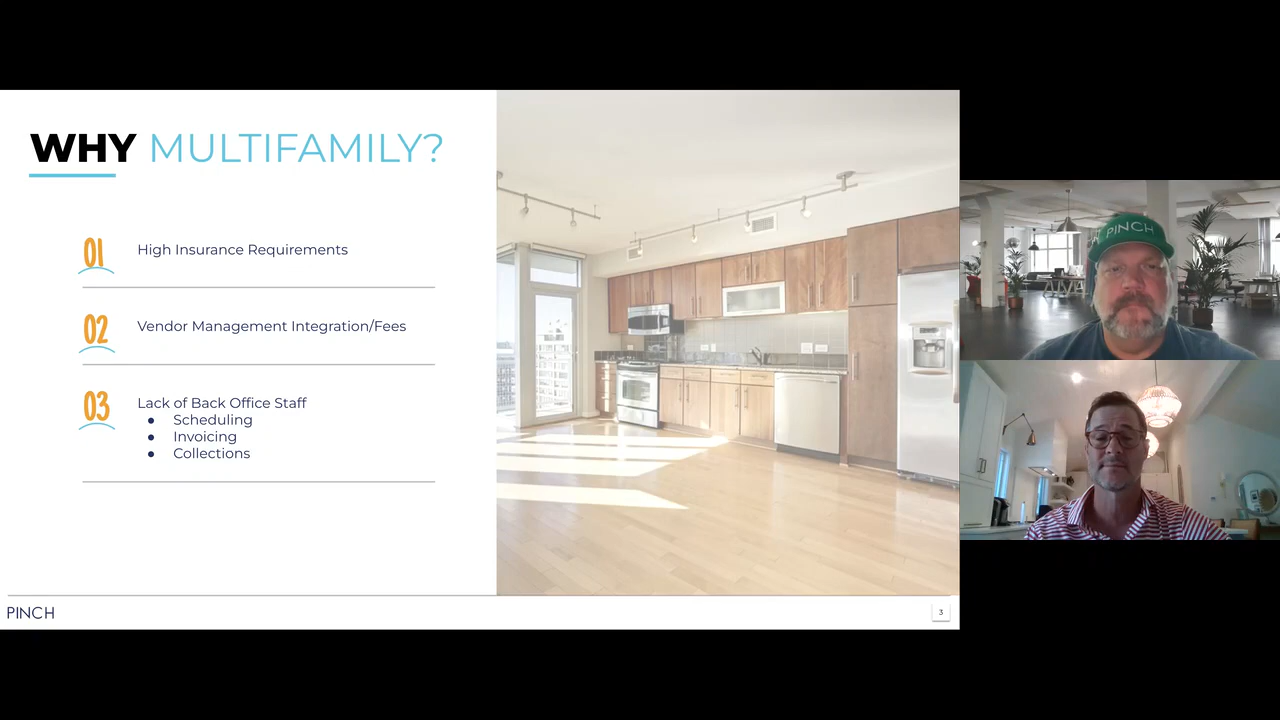 WHY MULTIFAMILY?
01
High Insurance Requirements
02
Vendor Management Integration/Fees
03
Lack of Back Office Staff
● Scheduling
● Invoicing
● Collections
PINCH
3
PINCH